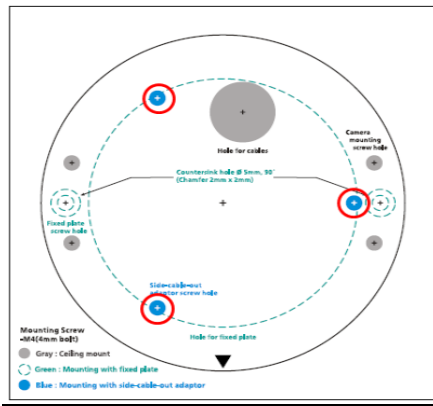 Hole for cables
Camera
mounting
screw hole
Countersink hole Ø 5mm, 90°
(Chamfer 2mm x 2mm)
Fixed plate
screw hole
Side-cable-out
adaptor screw hole
Hole for fixed plate
Mounting Screw
-M4(4mm bolt)
Gray : Ceiling mount
Green : Mounting with fixed plate
Blue : Mounting with side-cable-out adaptor